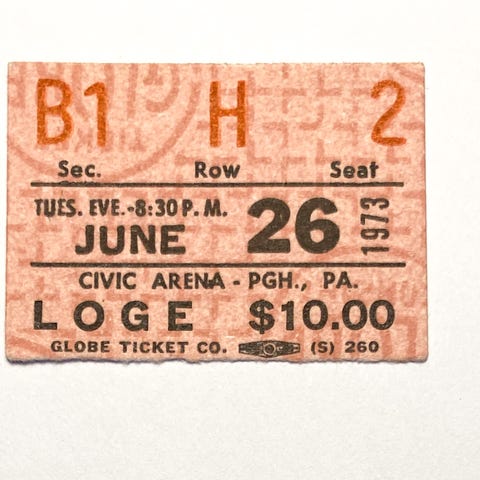 B1 H 2
Sec. Row Seat
TUES. EVE.-8:30 P.M.
JUNE 26 1973
CIVIC ARENA - PGH., PA.
LOGE $10.00
GLOBE TICKET CO. (S) 260